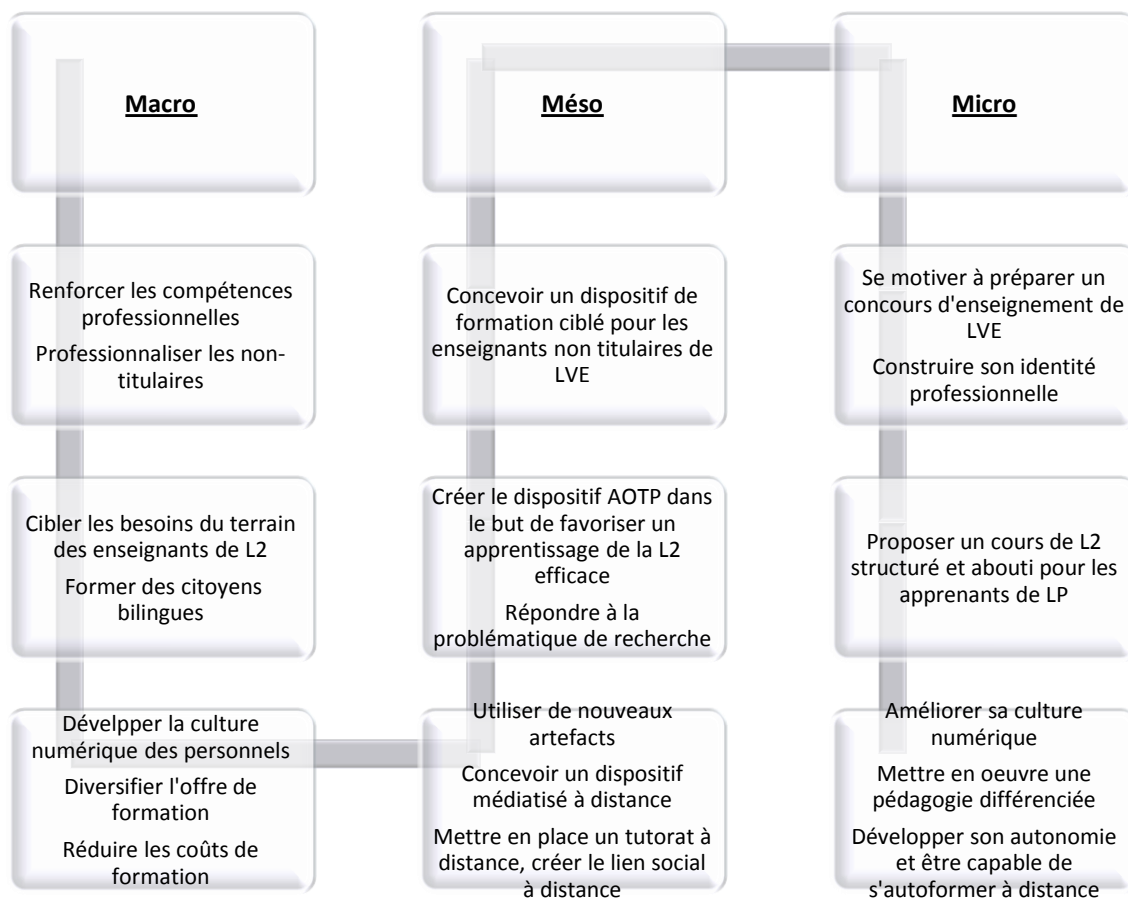 Macro
Renforcer les compétences
professionnelles
Professionnaliser les non-
titulaires
Cibler les besoins du terrain
des enseignants de L2
Former des citoyens
bilingues
Dévelpper la culture
numérique des personnels
Diversifier l'offre de
formation
Réduire les coûts de
formation
Méso
Concevoir un dispositif de
formation ciblé pour les
enseignants non titulaires de
LVE
Créer le dispositif AOTP dans
le but de favoriser un
apprentissage de la L2
efficace
Répondre à la
problématique de recherche
Utiliser de nouveaux
artefacts
Concevoir un dispositif
médiatisé à distance
Mettre en place un tutorat à
distance, créer le lien social
à distance
Micro
Se motiver à préparer un
concours d'enseignement de
LVE
Construire son identité
professionnelle
Proposer un cours de L2
structuré et abouti pour les
apprenants de LP
Améliorer sa culture
numérique
Mettre en oeuvre une
pédagogie différenciée
Développer son autonomie
et être capable de
s'autoformer à distance